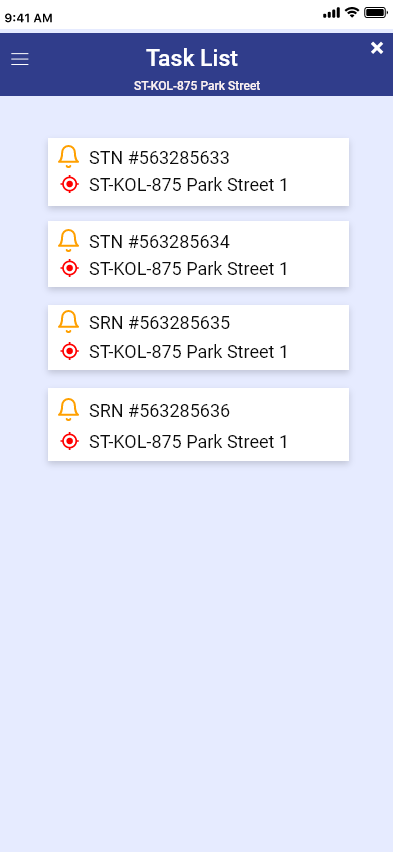 9:41 AM
Task List
ST-KOL-875 Park Street
STN #563285633
ST-KOL-875 Park Street 1
STN #563285634
ST-KOL-875 Park Street 1
SRN #563285635
ST-KOL-875 Park Street 1
SRN #563285636
ST-KOL-875 Park Street 1